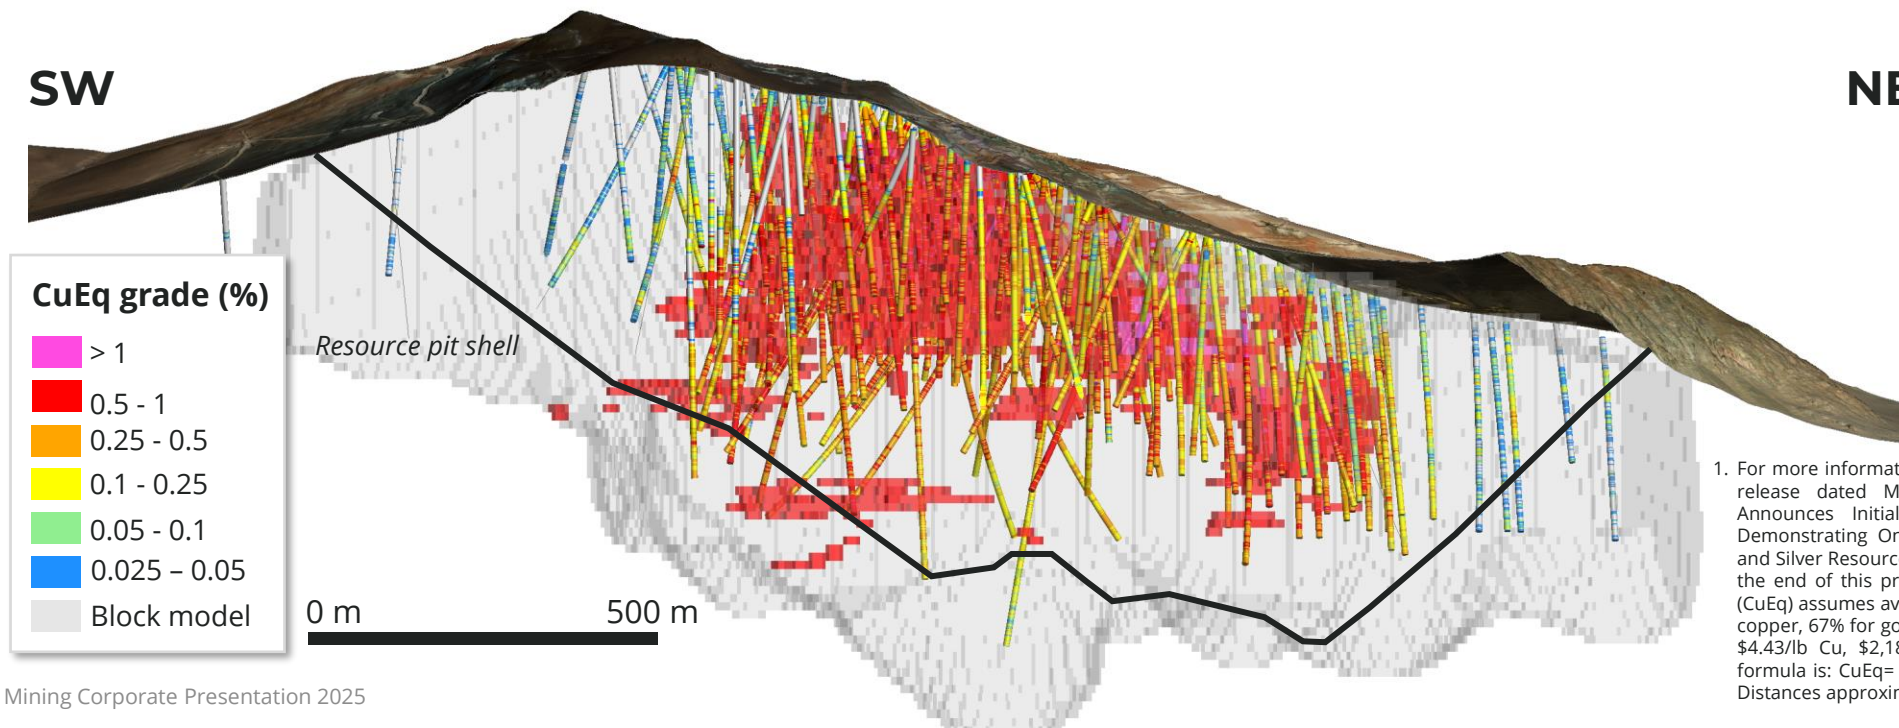 SW
NE
CuEq grade (%)
> 1
0.5 - 1
0.25 - 0.5
0.1 - 0.25
0.05 - 0.1
0.025 – 0.05
Block model
Resource pit shell
0 m 500 m
1. For more informat
release dated M
Announces Initial
Demonstrating Or
and Silver Resource
the end of this pr
(CuEq) assumes av
copper, 67% for go
$4.43/lb Cu, $2,18
formula is: CuEq=
Distances approxin
Mining Corporate Presentation 2025